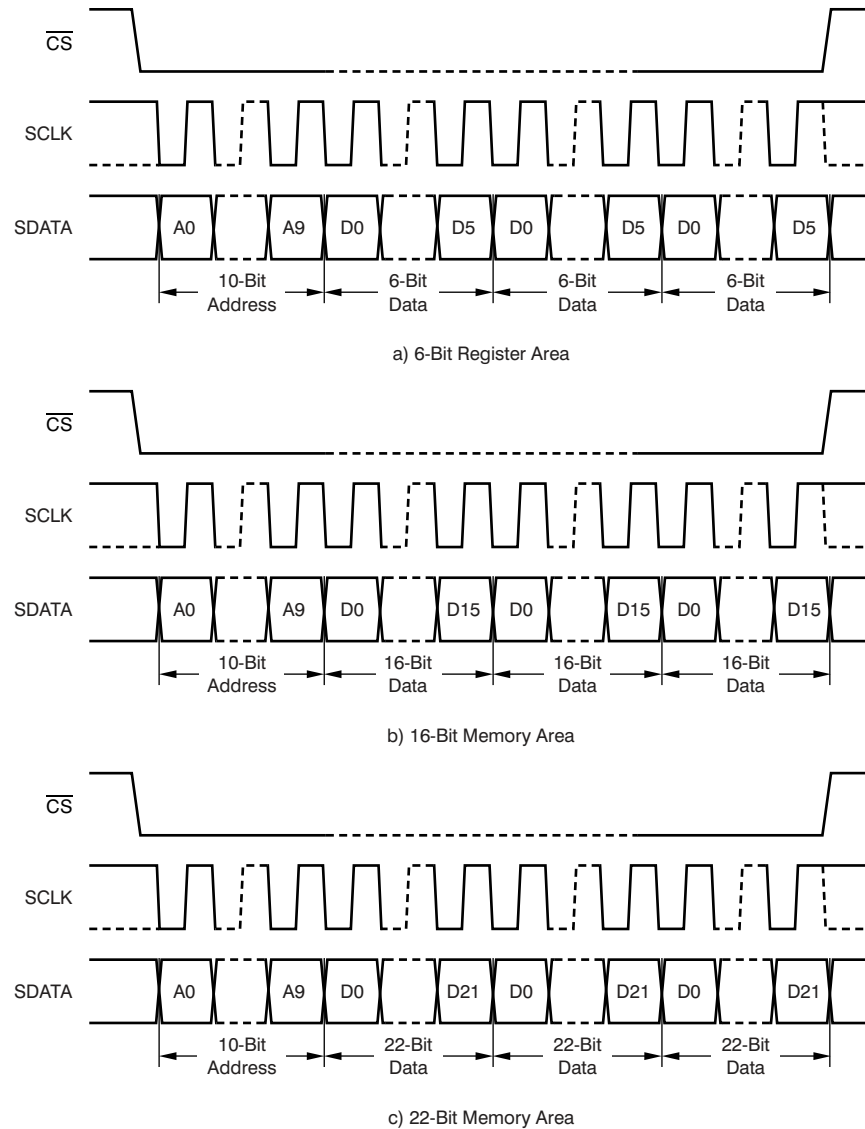 CS
SCLK
SDATA A0 A9 D0 D5 D0 D5 D0 D5
10-Bit Address 6-Bit Data 6-Bit Data 6-Bit Data
a) 6-Bit Register Area
CS
SCLK
SDATA A0 A9 D0 D15 D0 D15 D0 D15
10-Bit Address 16-Bit Data 16-Bit Data 16-Bit Data
b) 16-Bit Memory Area
CS
SCLK
SDATA A0 A9 D0 D21 D0 D21 D0 D21
10-Bit Address 22-Bit Data 22-Bit Data 22-Bit Data
c) 22-Bit Memory Area